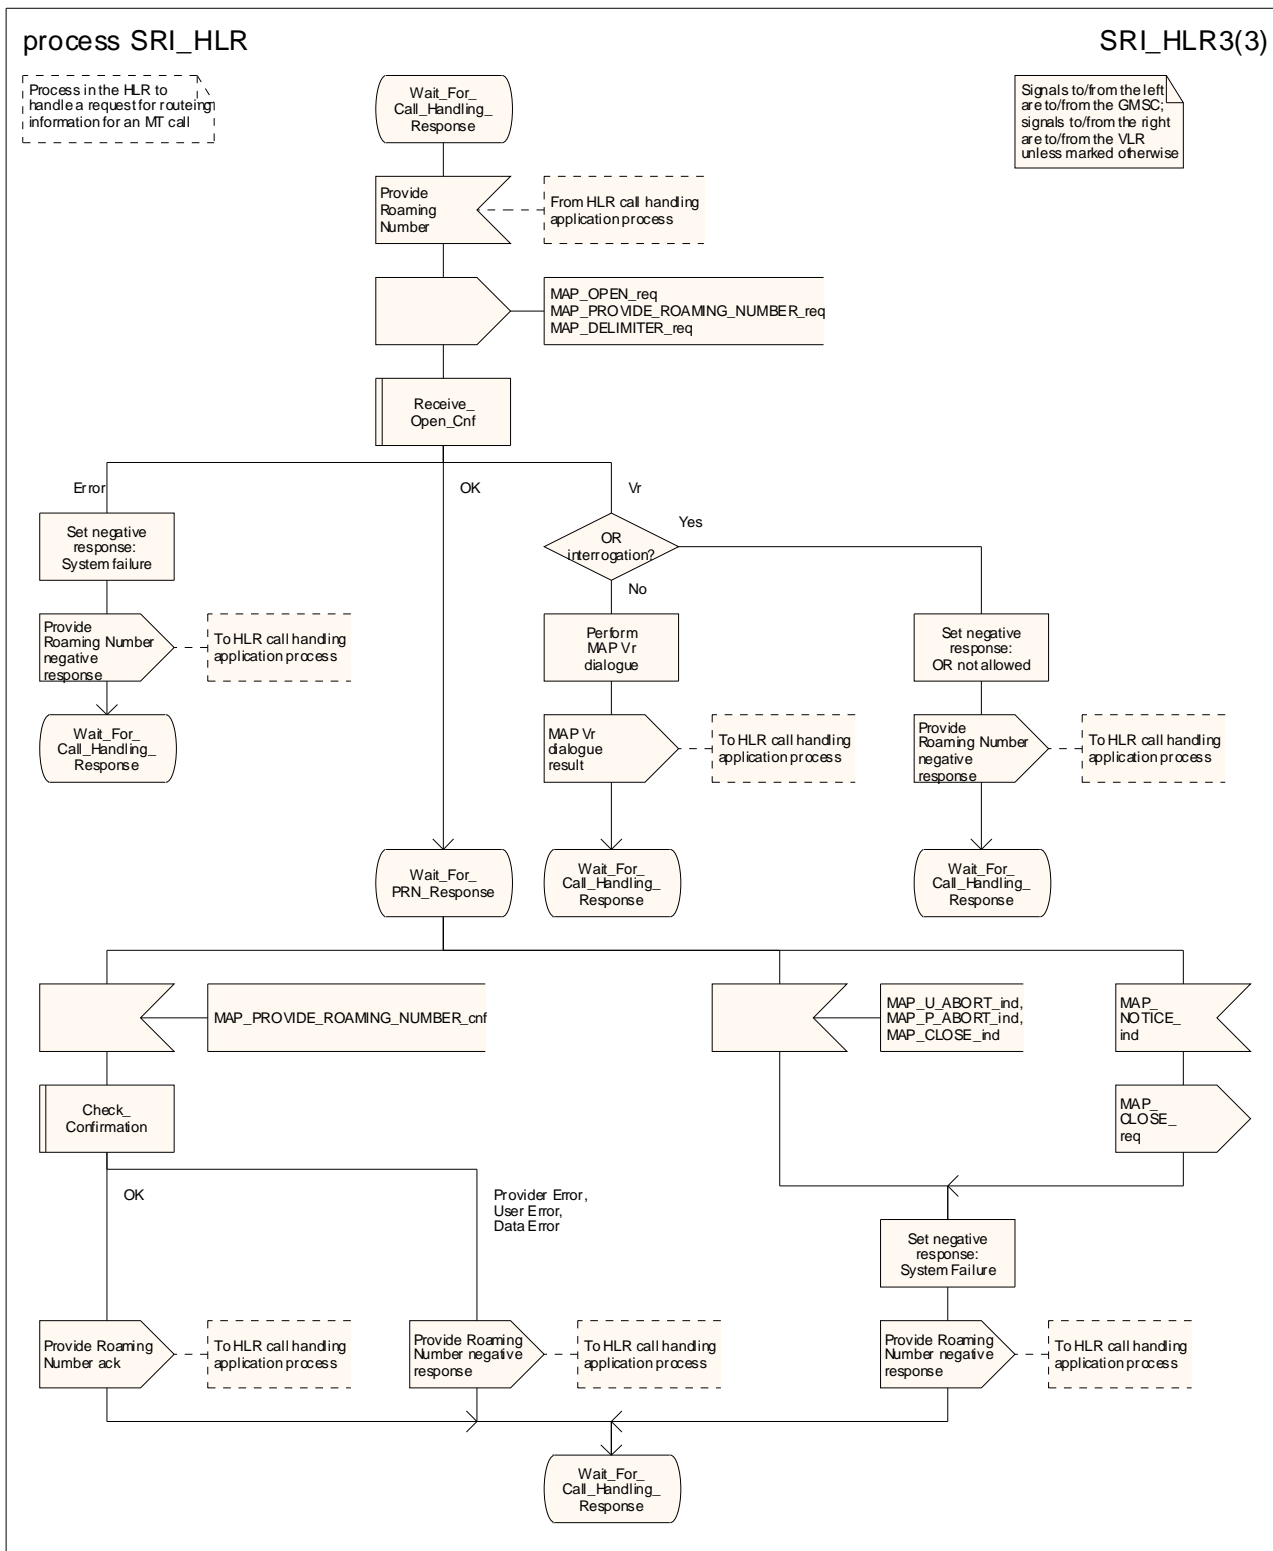 process SRI_HLR
SRI_HLR3(3)
Process in the HLR to
handle a request for routeing
information for an MT call
Wait_For_
Call_Handling_
Response
Signals to/from the left
are to/from the GMSC;
signals to/from the right
are to/from the VLR
unless marked otherwise
Provide
Roaming
Number
From HLR call handling
application process
MAP_OPEN_req
MAP_PROVIDE_ROAMING_NUMBER_req
MAP_DELIMITER_req
Receive_
Open_Cnf
Error
OK
Vr
Set negative
response:
System failure
OR
interrogation?
Yes
No
Provide
Roaming Number
negative
response
To HLR call handling
application process
Perform
MAP Vr
dialogue
Set negative
response:
OR not allowed
Wait_For_
Call_Handling_
Response
MAP Vr
dialogue
result
To HLR call handling
application process
Provide
Roaming Number
negative
response
To HLR call handling
application process
Wait_For_
PRN_Response
Wait_For_
Call_Handling_
Response
Wait_For_
Call_Handling_
Response
MAP_PROVIDE_ROAMING_NUMBER_cnf
MAP_U_ABORT_ind,
MAP_P_ABORT_ind,
MAP_CLOSE_ind
MAP_
NOTICE_
ind
Check_
Confirmation
MAP_
CLOSE_
req
OK
Provider Error,
User Error,
Data Error
Set negative
response:
System Failure
Provide Roaming
Number ack
To HLR call handling
application process
Provide Roaming
Number negative
response
To HLR call handling
application process
Provide Roaming
Number negative
response
To HLR call handling
application process
Wait_For_
Call_Handling_
Response